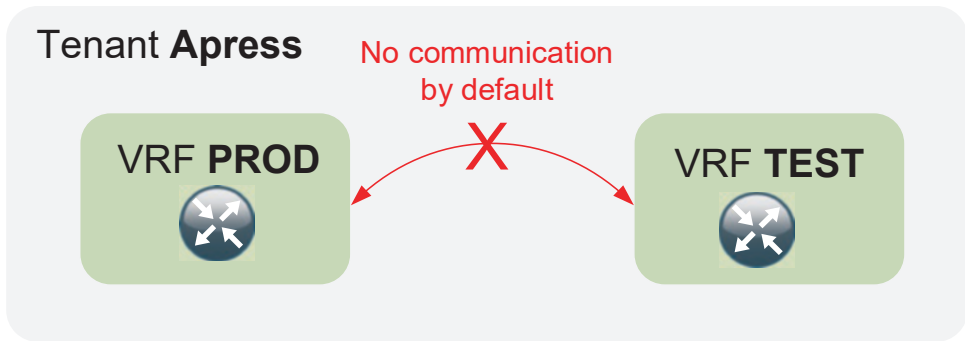 Tenant Apress
No communication
by default
X
VRF PROD
VRF TEST